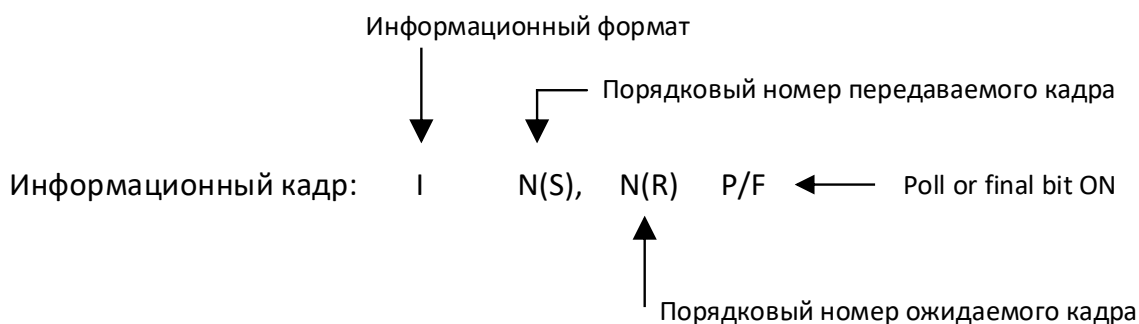 Информационный формат
Порядковый номер передаваемого кадра
Информационный кадр: I N(S), N(R) P/F Poll or final bit ON
Порядковый номер ожидаемого кадра